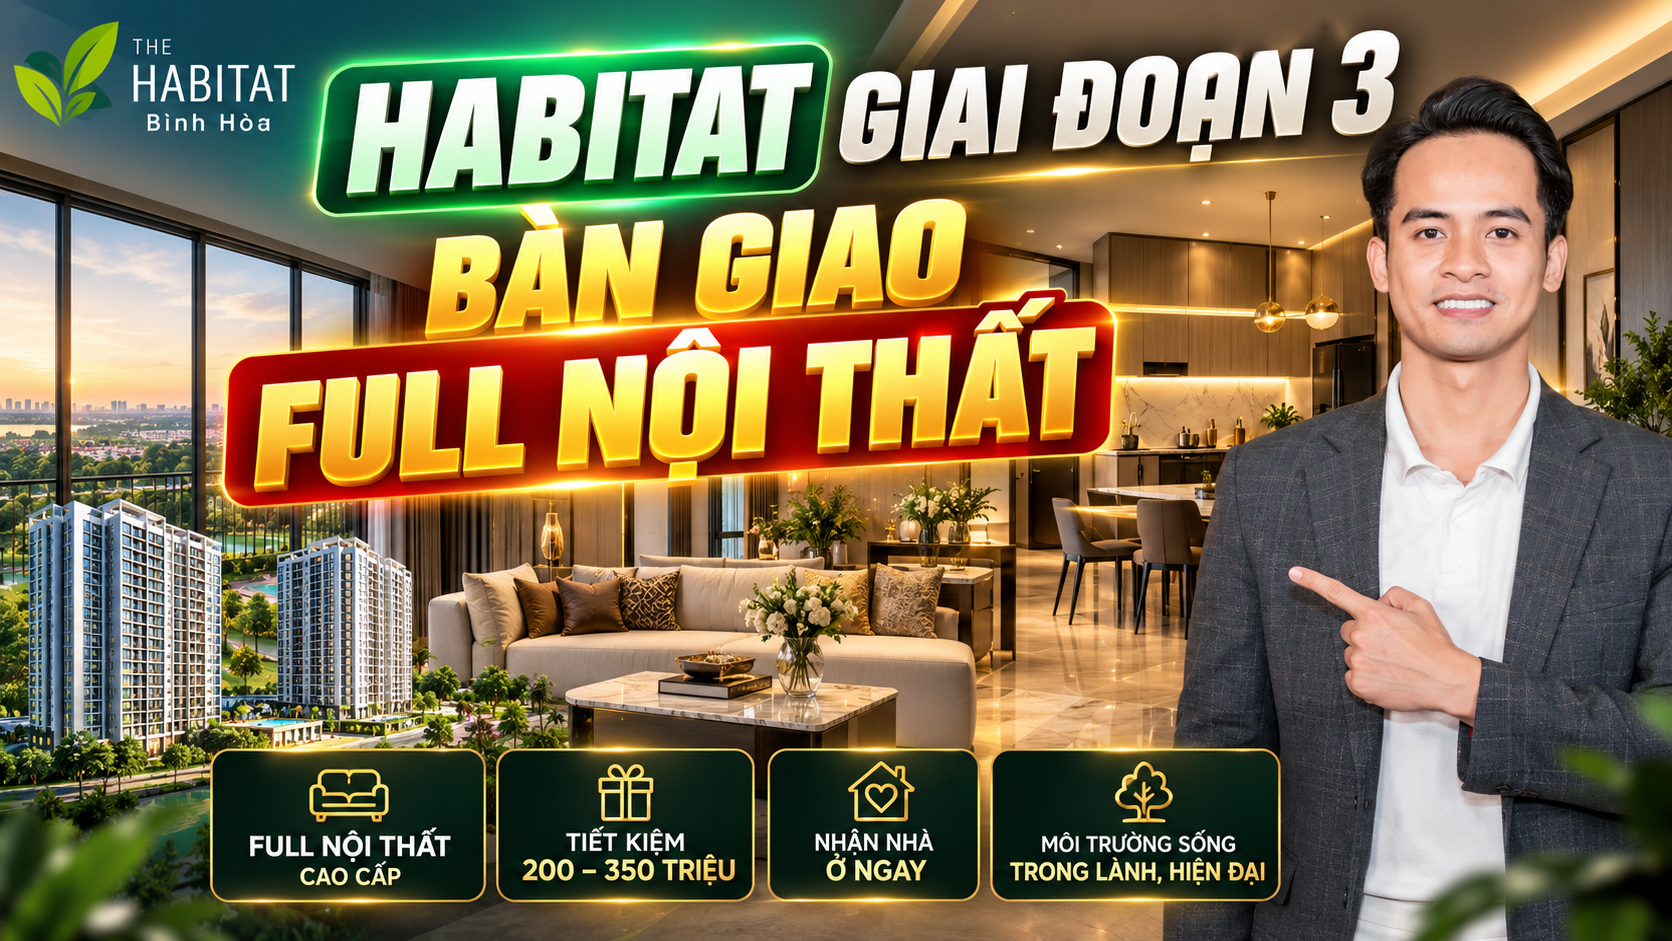 THE
HABITAT
Bình Hòa
HABITAT GIAI ĐOẠN 3
BÀN GIAO
FULL NỘI THẤT
FULL NỘI THẤT
CAO CẤP
TIẾT KIỆM
200 – 350 TRIỆU
NHẬN NHÀ
Ở NGAY
MÔI TRƯỜNG SỐNG
TRONG LÀNH, HIỆN ĐẠI